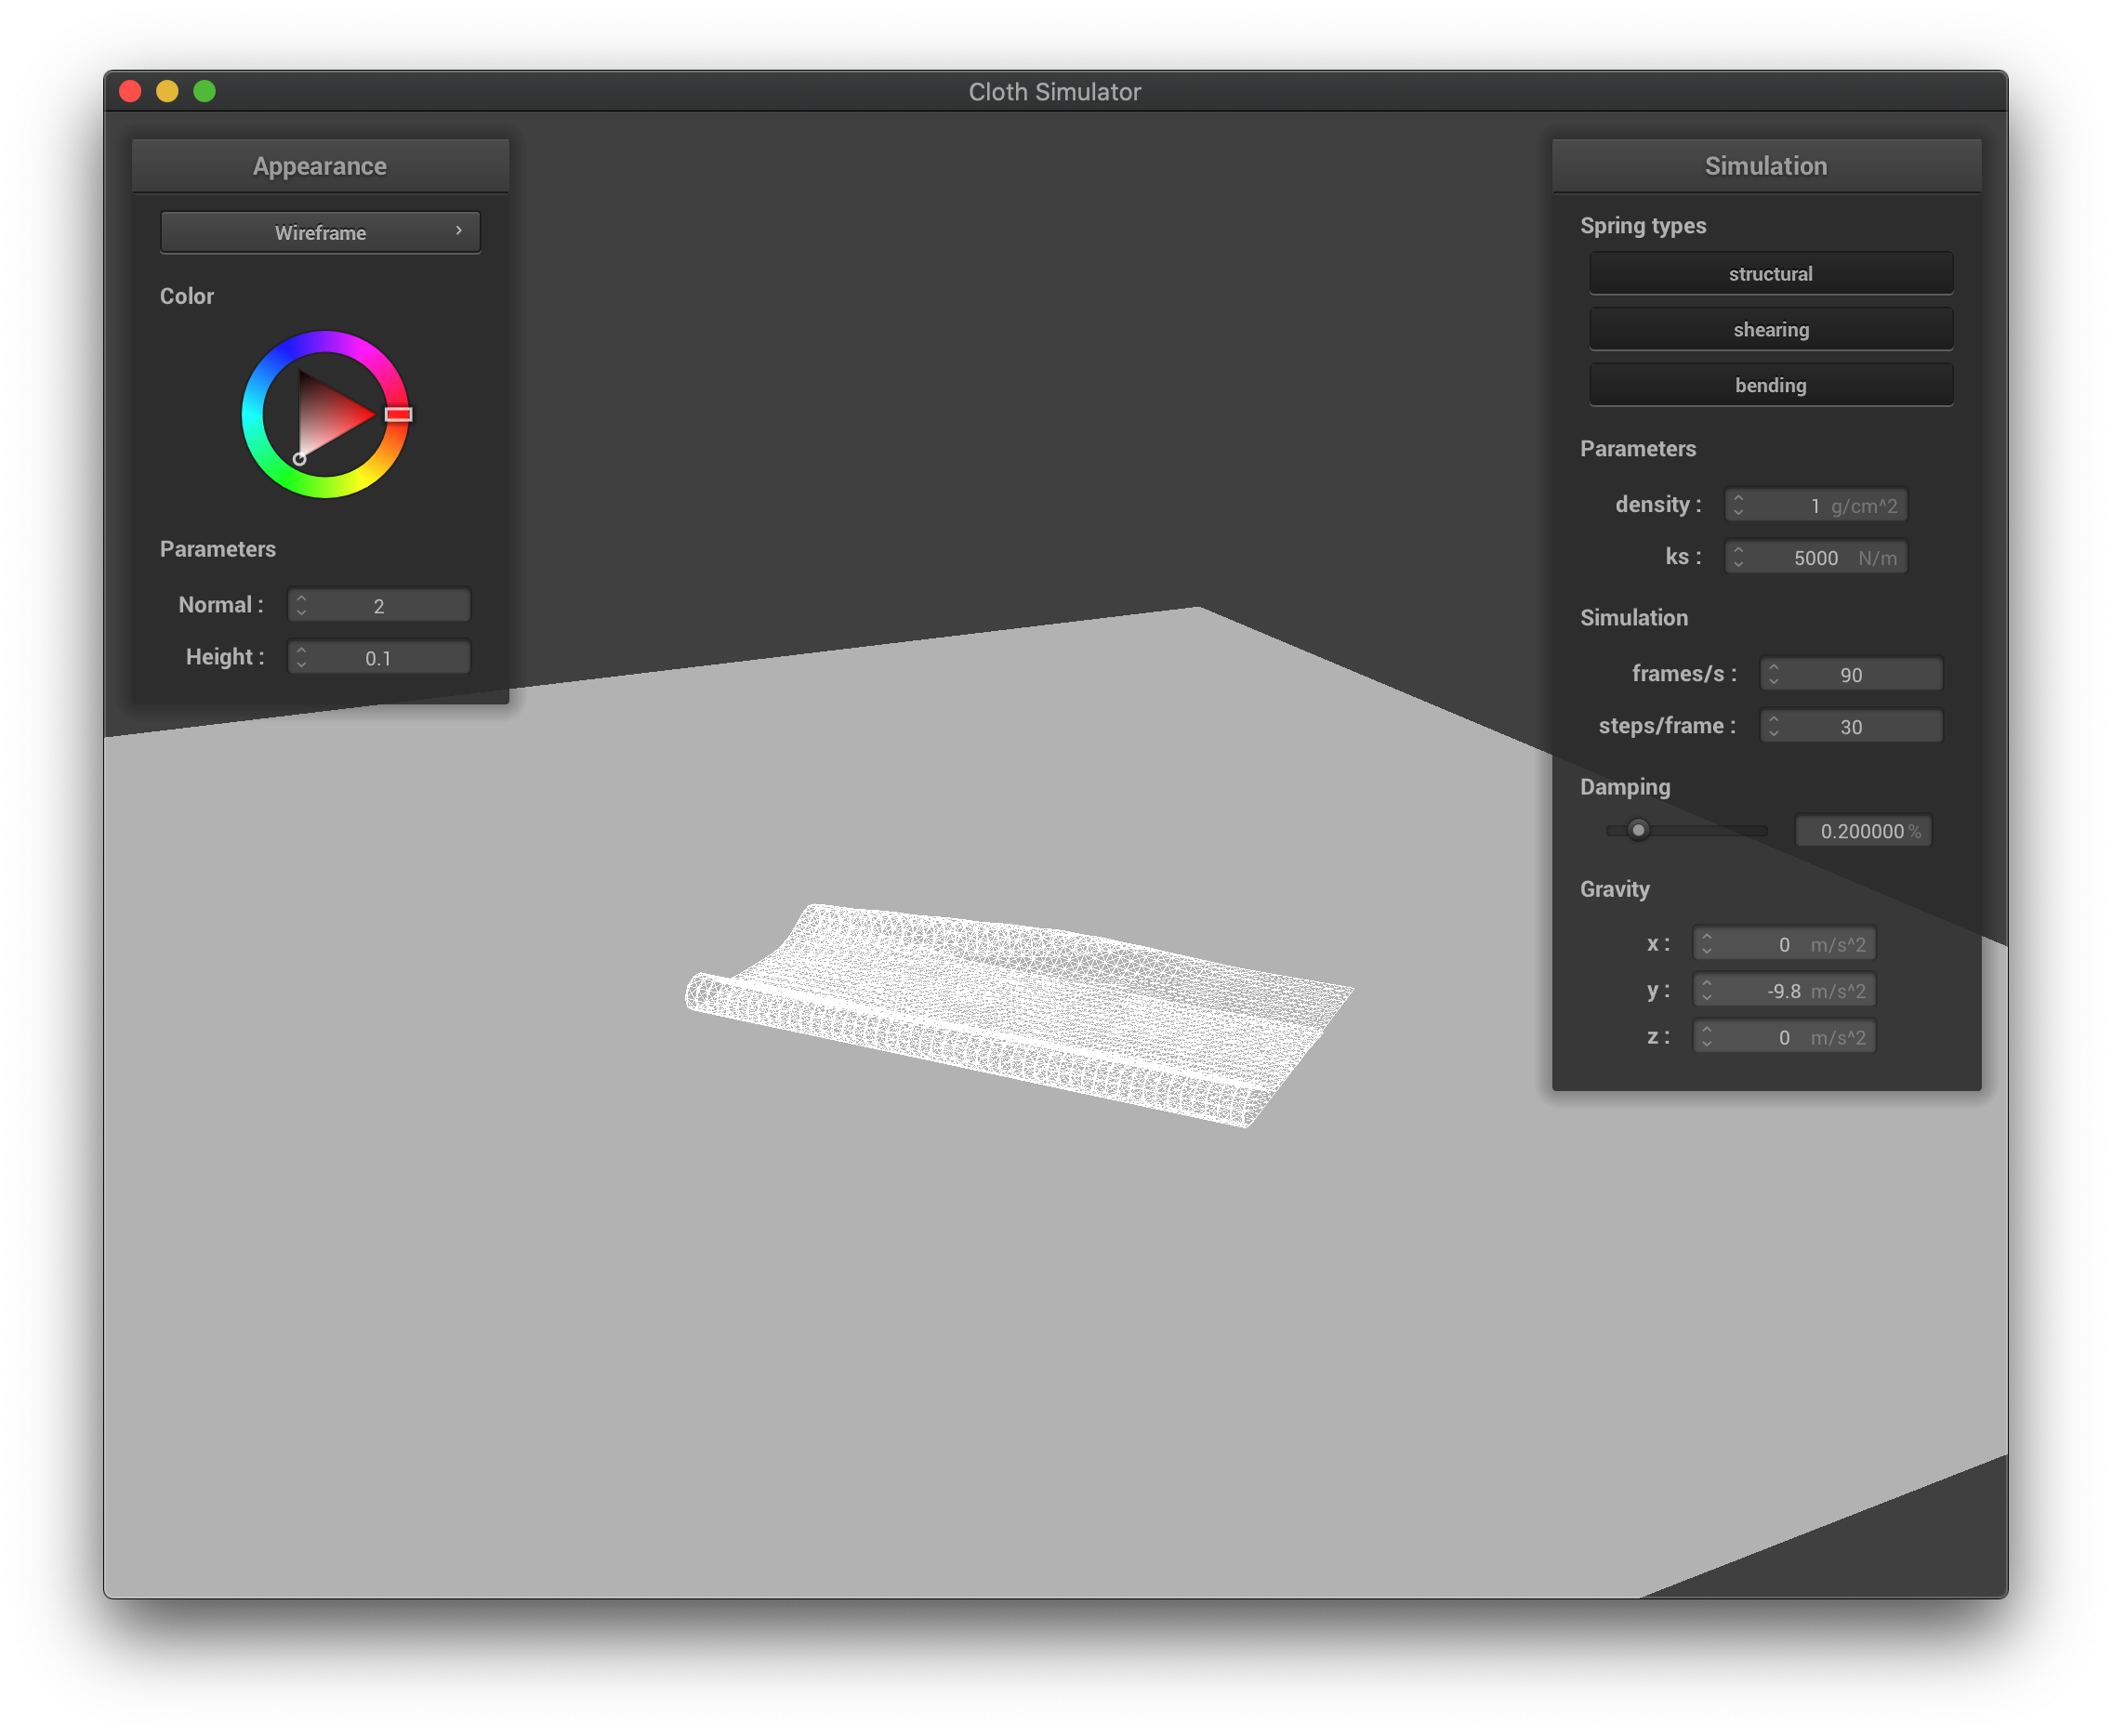 Cloth Simulator
Appearance
Wireframe
Color
Parameters
Normal : 2
Height : 0.1
Simulation
Spring types
structural
shearing
bending
Parameters
density : 1 g/cm^2
ks : 5000 N/m
Simulation
frames/s : 90
steps/frame : 30
Damping
0.200000 %
Gravity
x : 0 m/s^2
y : -9.8 m/s^2
z : 0 m/s^2